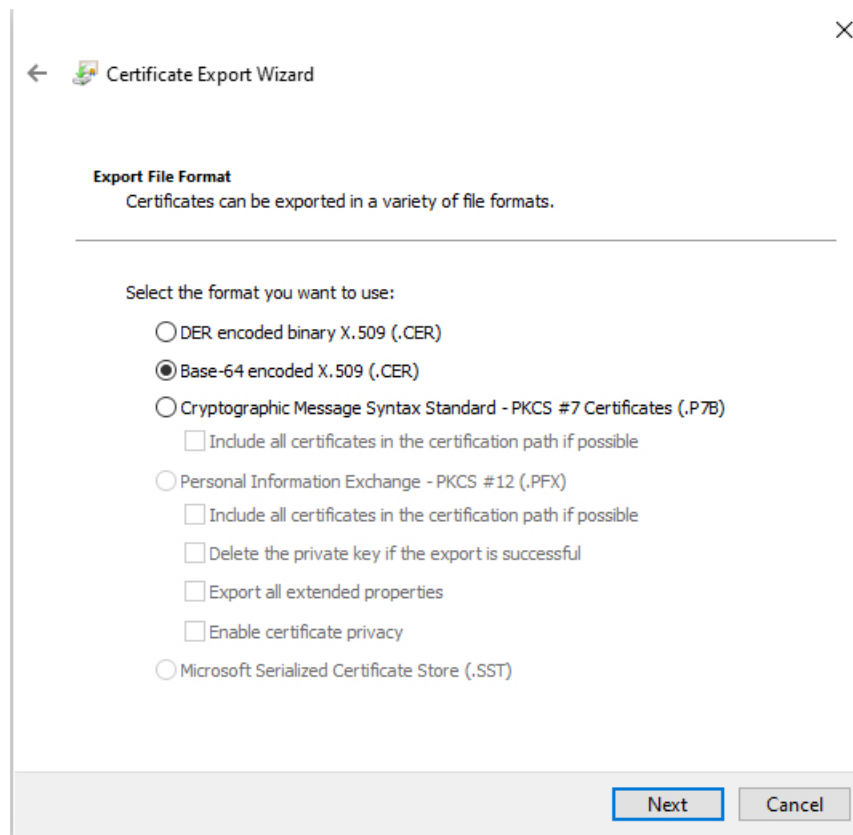 Certificate Export Wizard
Export File Format
Certificates can be exported in a variety of file formats.
Select the format you want to use:
DER encoded binary X.509 (.CER)
Base-64 encoded X.509 (.CER)
Cryptographic Message Syntax Standard - PKCS #7 Certificates (.P7B)
Include all certificates in the certification path if possible
Personal Information Exchange - PKCS #12 (.PFX)
Include all certificates in the certification path if possible
Delete the private key if the export is successful
Export all extended properties
Enable certificate privacy
Microsoft Serialized Certificate Store (.SST)
Next Cancel